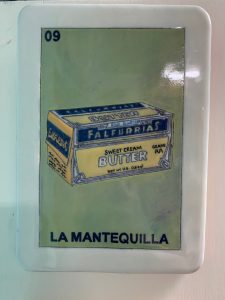 09
FALFURRIAS
SWEET CREAM
BUTTER
GRADE
AA
LA MANTEQUILLA